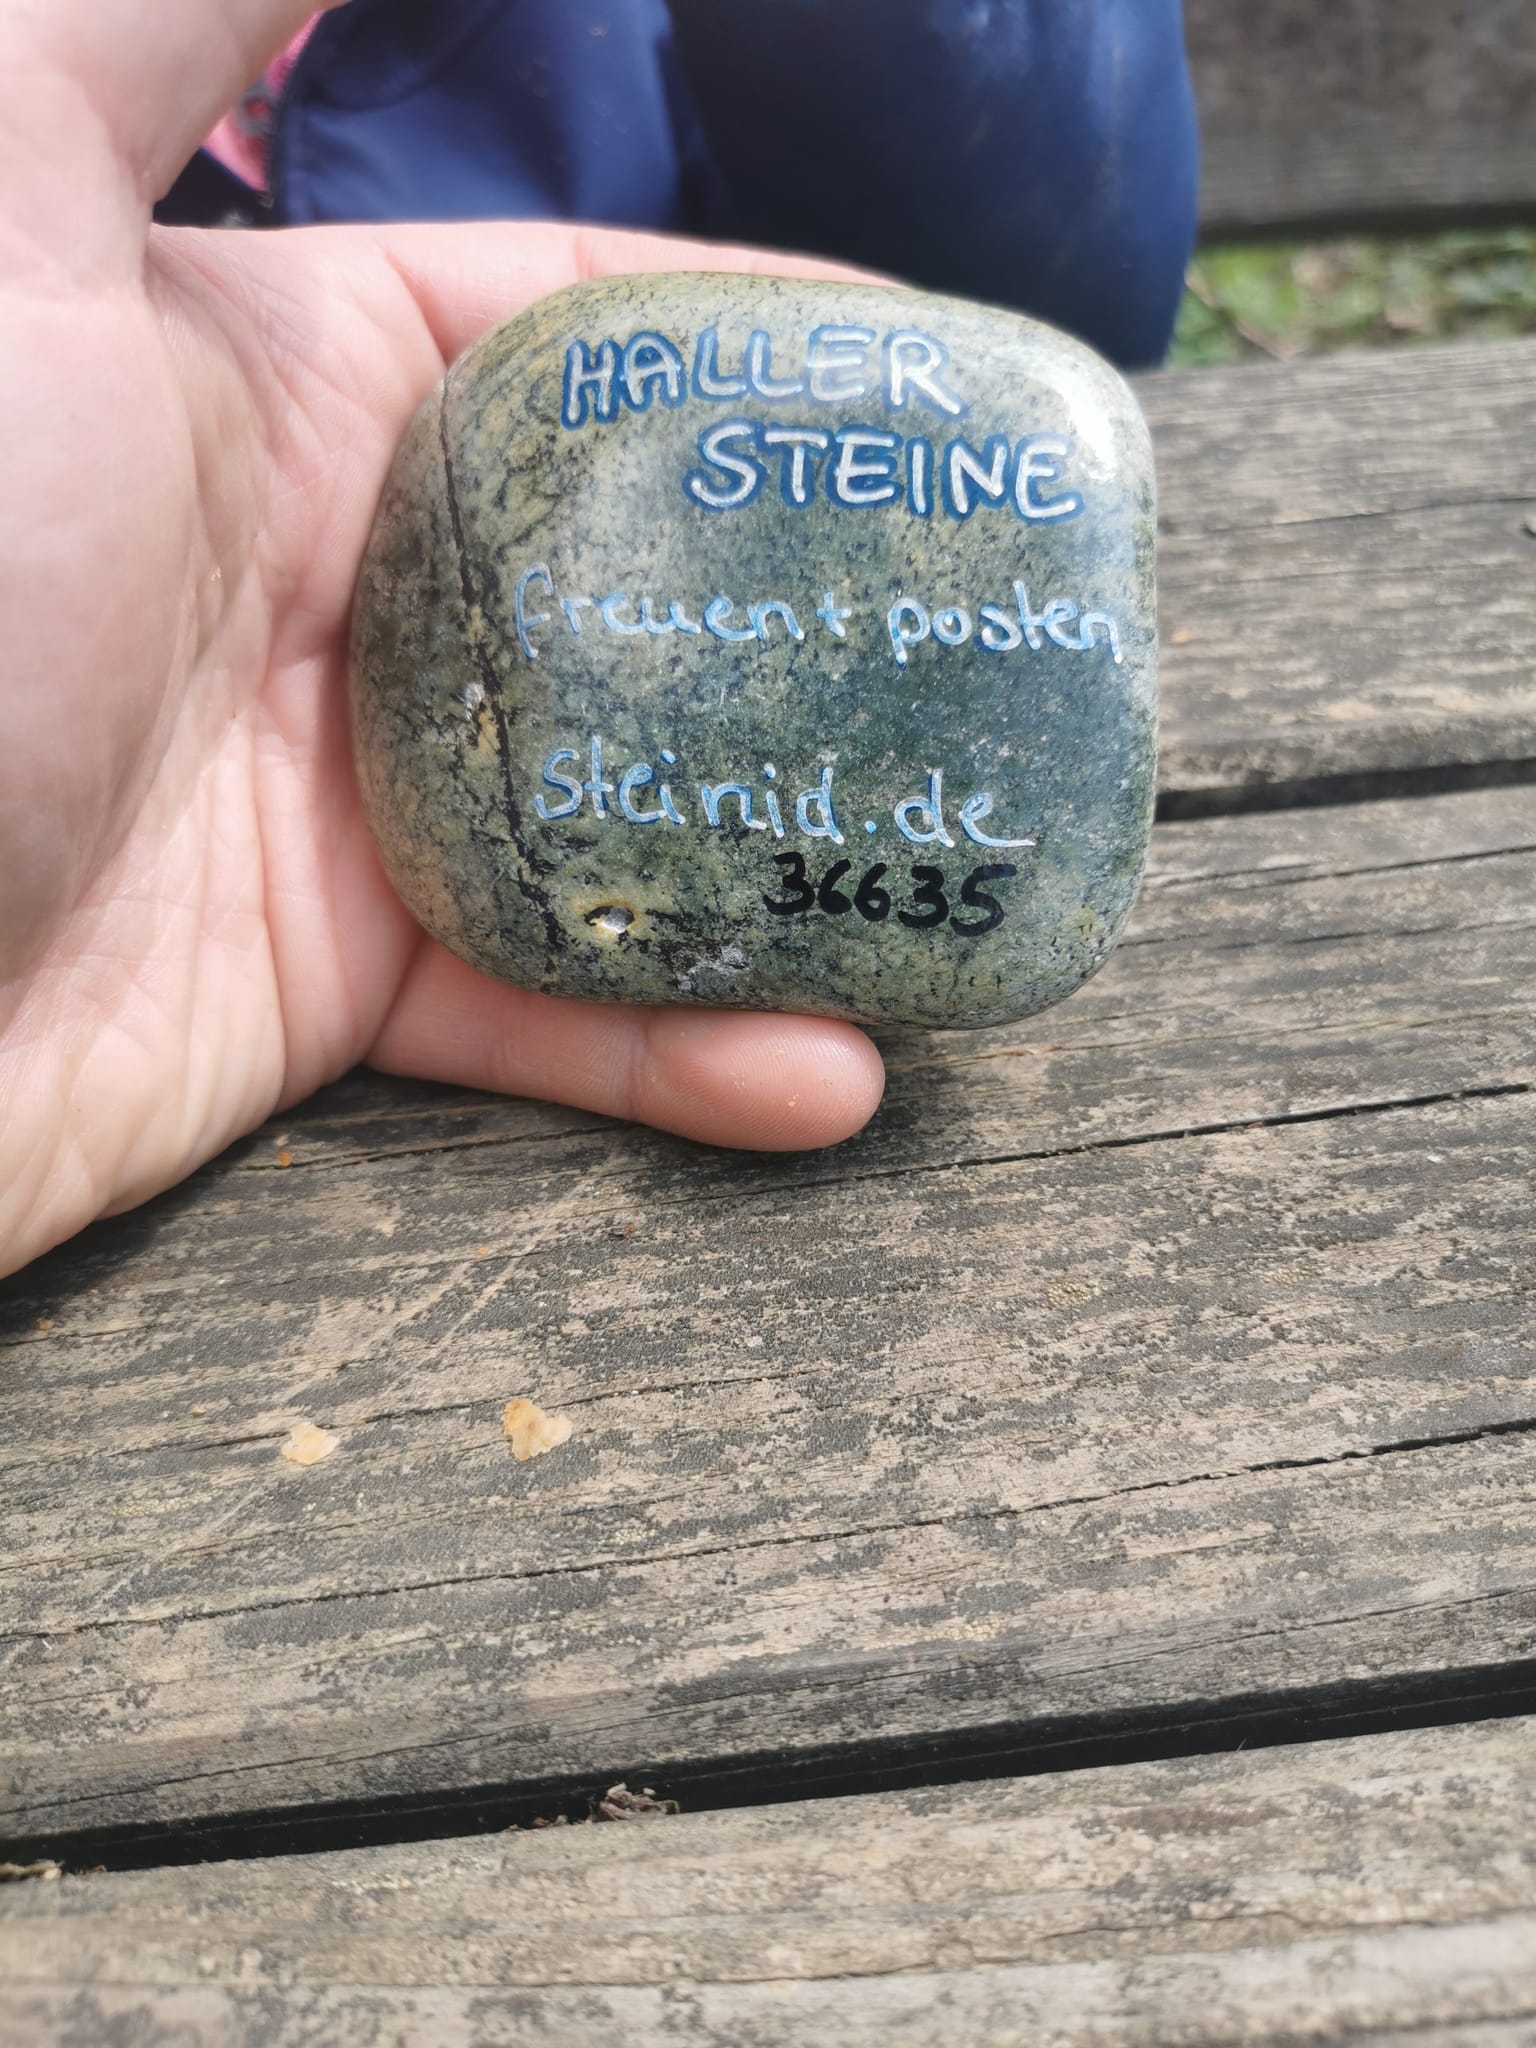 HALLER
STEINE
freuen + posten
Steinid.de
36635